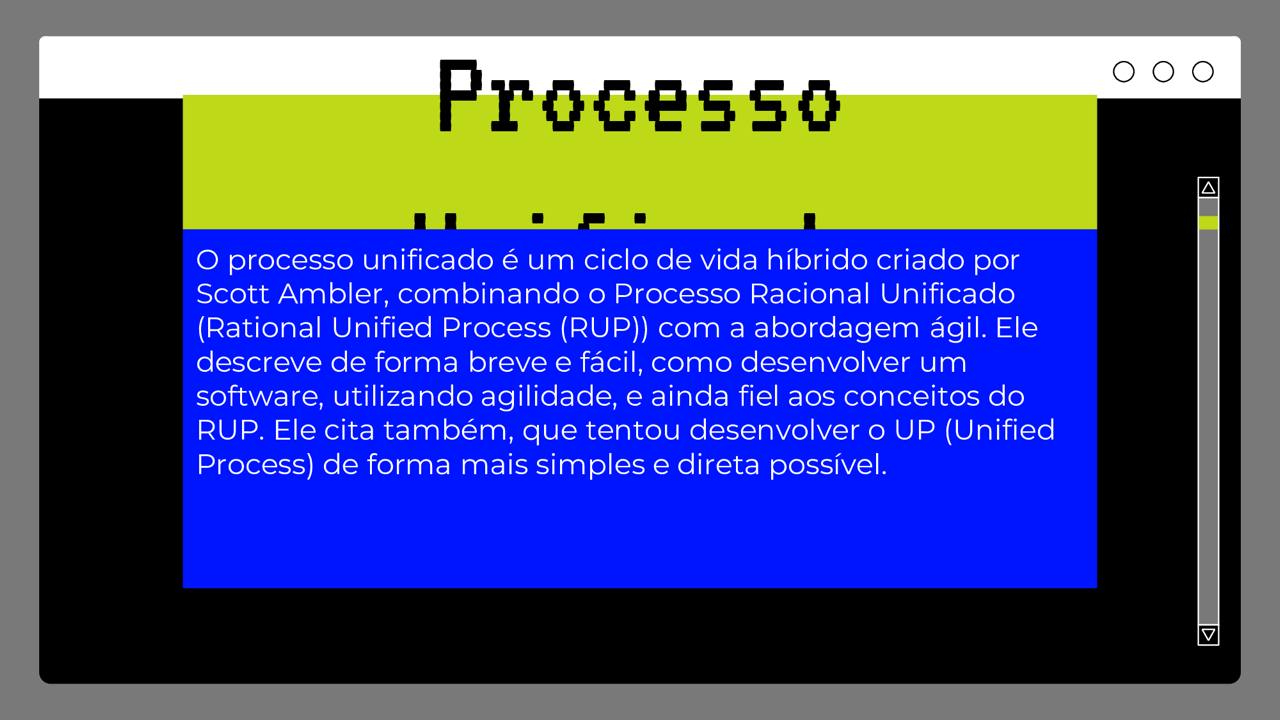 Processo
O processo unificado é um ciclo de vida híbrido criado por
Scott Ambler, combinando o Processo Racional Unificado
(Rational Unified Process (RUP)) com a abordagem ágil. Ele
descreve de forma breve e fácil, como desenvolver um
software, utilizando agilidade, e ainda fiel aos conceitos do
RUP. Ele cita também, que tentou desenvolver o UP (Unified
Process) de forma mais simples e direta possível.